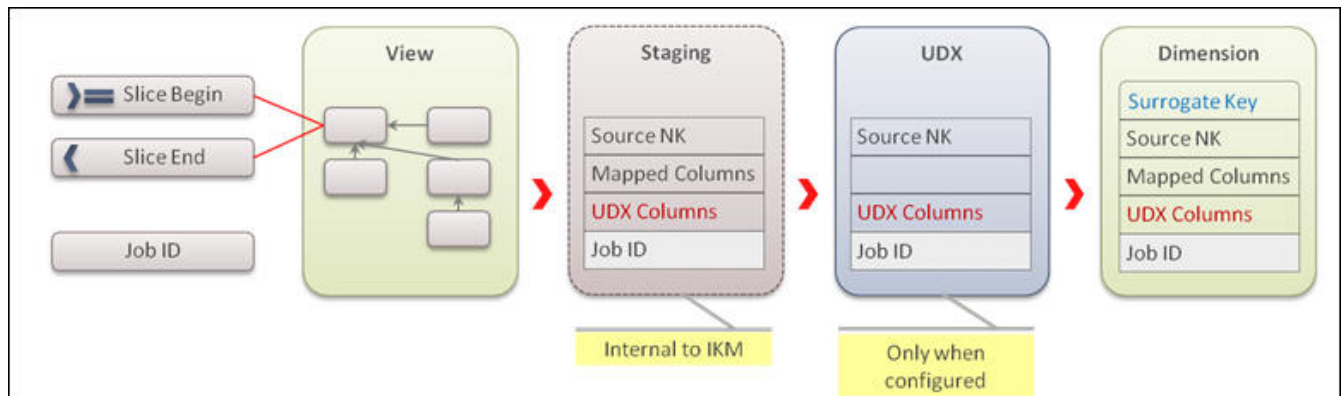 Slice Begin
Slice End
Job ID
View
Staging
Source NK
Mapped Columns
UDX Columns
Job ID
Internal to IKM
UDX
Source NK
UDX Columns
Job ID
Only when
configured
Dimension
Surrogate Key
Source NK
Mapped Columns
UDX Columns
Job ID